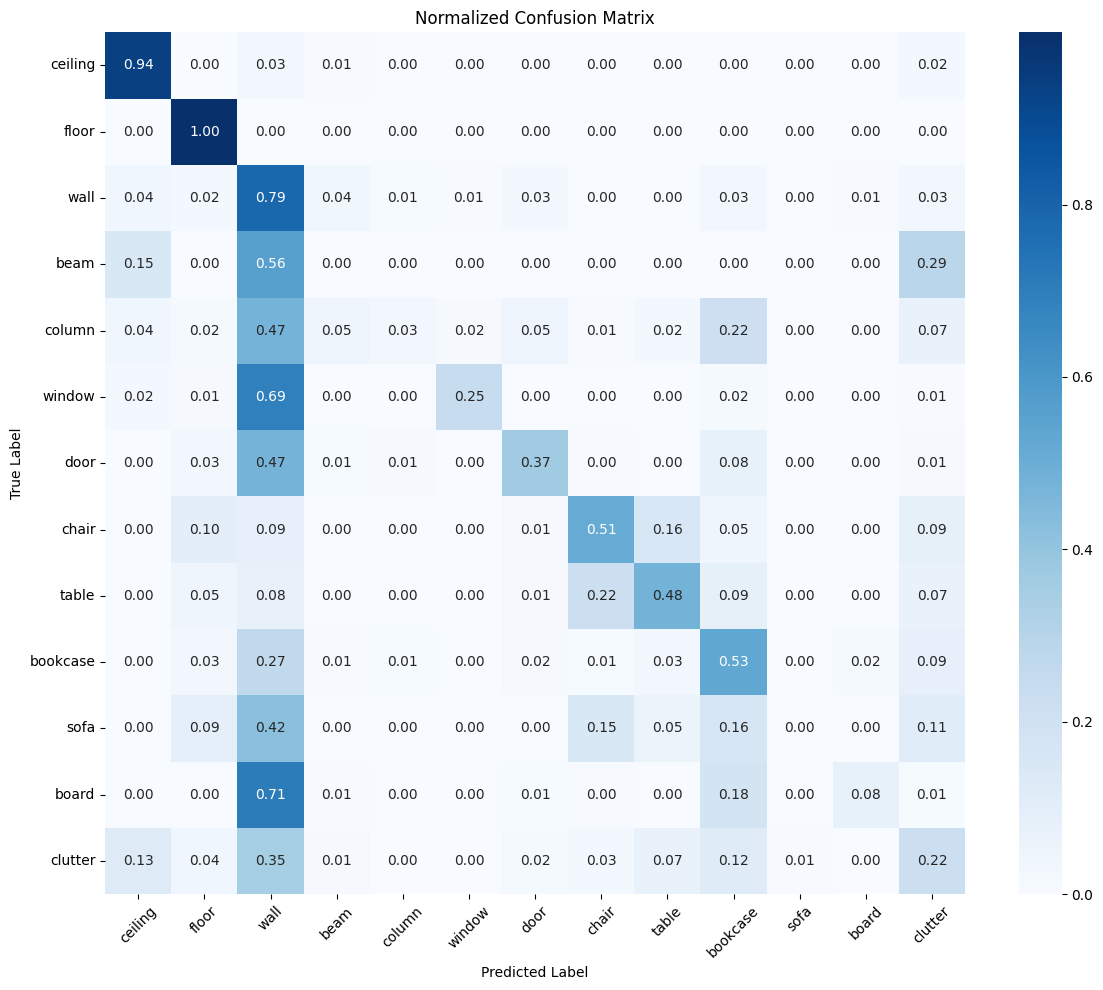 Normalized Confusion Matrix
True Label
ceiling 0.94 0.00 0.03 0.01 0.00 0.00 0.00 0.00 0.00 0.00 0.00 0.00 0.02
floor 0.00 1.00 0.00 0.00 0.00 0.00 0.00 0.00 0.00 0.00 0.00 0.00 0.00
wall 0.04 0.02 0.79 0.04 0.01 0.01 0.03 0.00 0.00 0.03 0.00 0.01 0.03
beam 0.15 0.00 0.56 0.00 0.00 0.00 0.00 0.00 0.00 0.00 0.00 0.00 0.29
column 0.04 0.02 0.47 0.05 0.03 0.02 0.05 0.01 0.02 0.22 0.00 0.00 0.07
window 0.02 0.01 0.69 0.00 0.00 0.25 0.00 0.00 0.00 0.02 0.00 0.00 0.01
door 0.00 0.03 0.47 0.01 0.01 0.00 0.37 0.00 0.00 0.08 0.00 0.00 0.01
chair 0.00 0.10 0.09 0.00 0.00 0.00 0.01 0.51 0.16 0.05 0.00 0.00 0.09
table 0.00 0.05 0.08 0.00 0.00 0.00 0.01 0.22 0.48 0.09 0.00 0.00 0.07
bookcase 0.00 0.03 0.27 0.01 0.01 0.00 0.02 0.01 0.03 0.53 0.00 0.02 0.09
sofa 0.00 0.09 0.42 0.00 0.00 0.00 0.00 0.15 0.05 0.16 0.00 0.00 0.11
board 0.00 0.00 0.71 0.01 0.00 0.00 0.01 0.00 0.00 0.18 0.00 0.08 0.01
clutter 0.13 0.04 0.35 0.01 0.00 0.00 0.02 0.03 0.07 0.12 0.01 0.00 0.22
ceiling floor wall beam column window door chair table bookcase sofa board clutter
Predicted Label
0.8
0.6
0.4
0.2
0.0